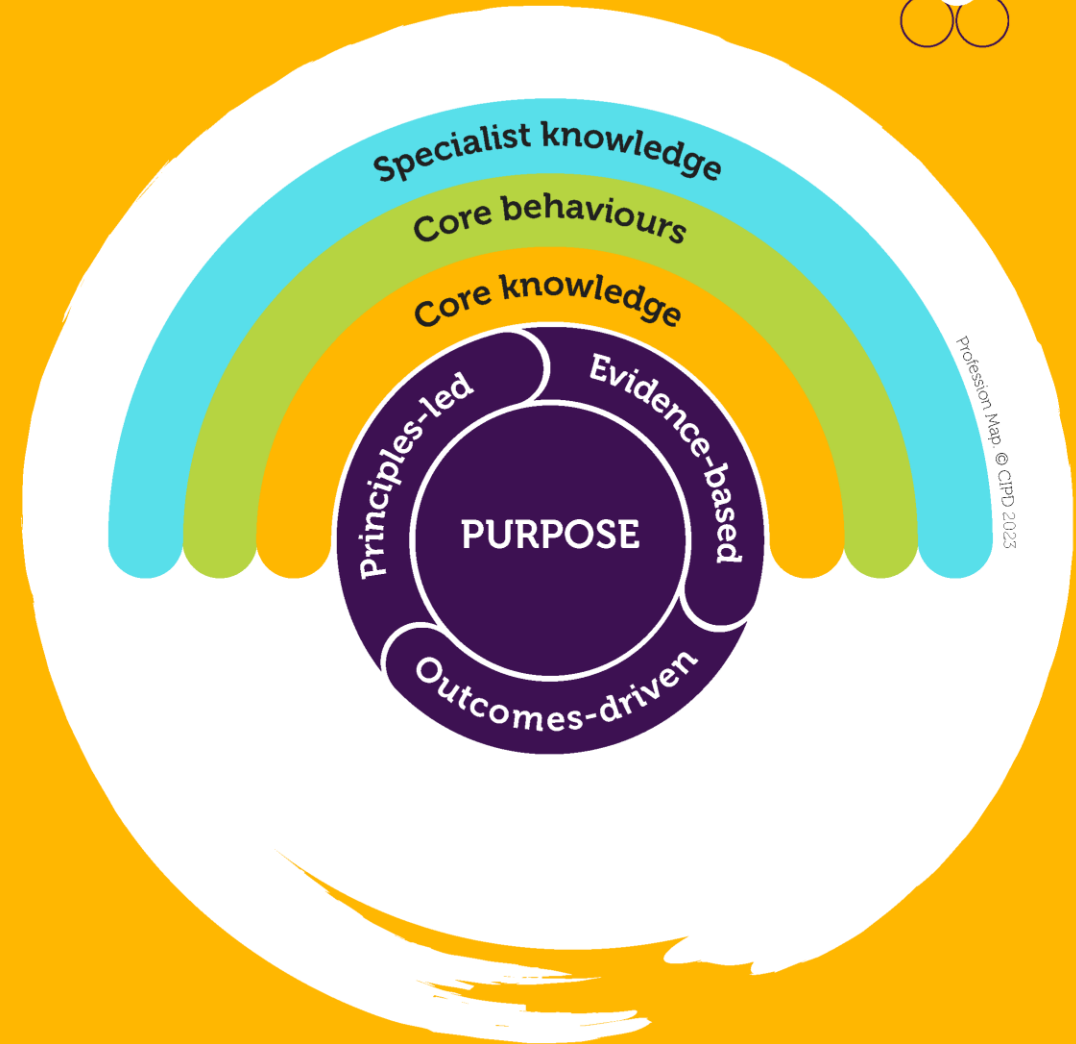 Specialist knowledge
Core behaviours
Core knowledge
Principles-led
Evidence-based
PURPOSE
Outcomes-driven
Profession Map. © CIPD 2023